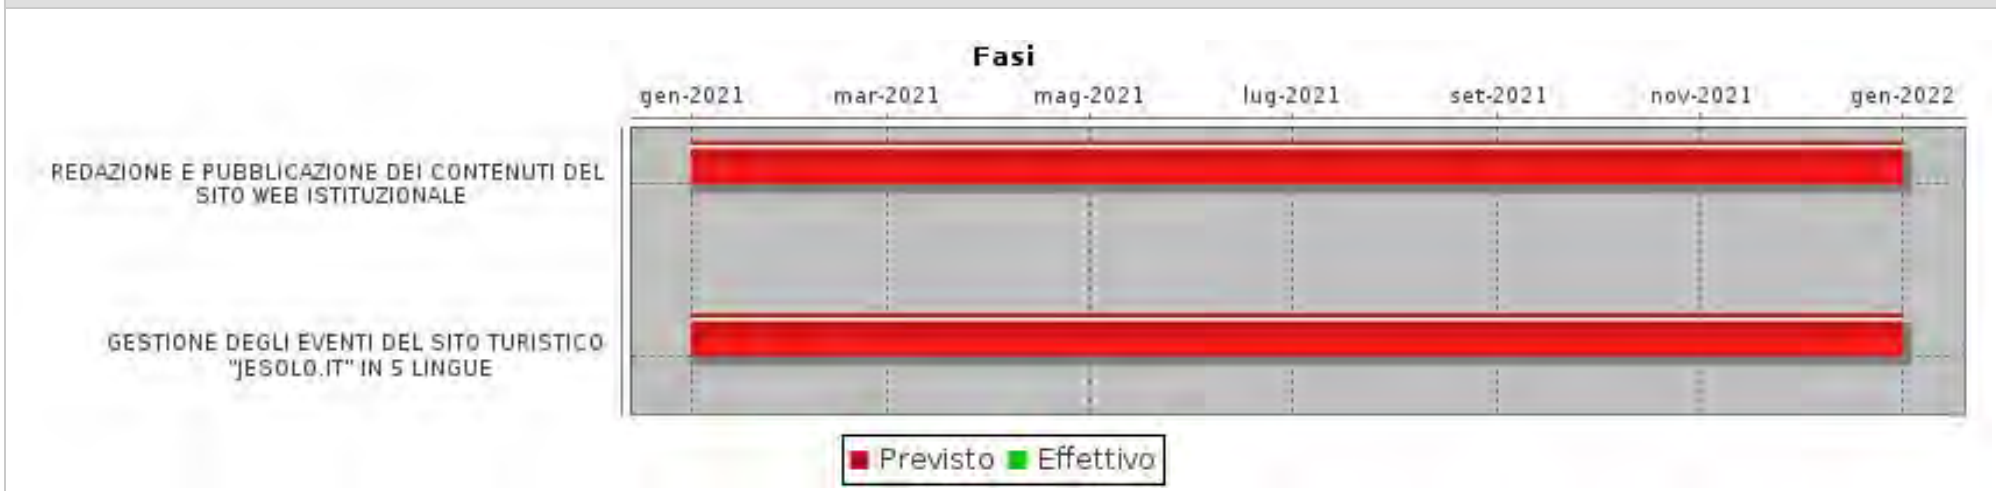 Fasi
gen-2021 mar-2021 mag-2021 lug-2021 set-2021 nov-2021 gen-2022
REDAZIONE E PUBBLICAZIONE DEI CONTENUTI DEL
SITO WEB ISTITUZIONALE
GESTIONE DEGLI EVENTI DEL SITO TURISTICO
"JESOLO.IT" IN 5 LINGUE
Previsto Effettivo